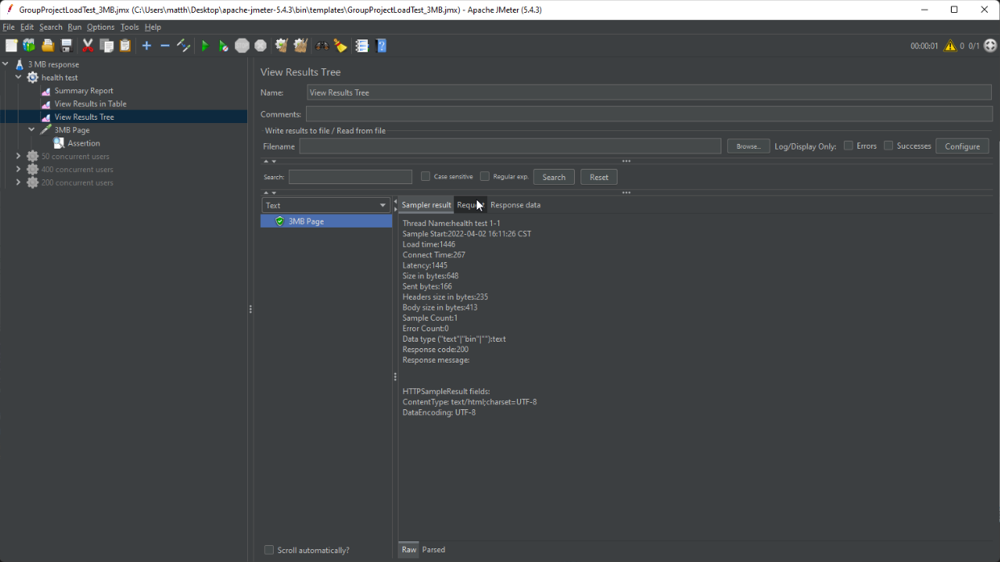 GroupProjectLoadTest_3MB.jmx (C:\Users\matth\Desktop\apache-jmeter-5.4.3\bin\templates\GroupProjectLoadTest_3MB.jmx) - Apache JMeter (5.4.3)
File Edit Search Run Options Tools Help
00:00:01 0 0/1
3 MB response
health test
Summary Report
View Results in Table
View Results Tree
3MB Page
Assertion
50 concurrent users
400 concurrent users
200 concurrent users
View Results Tree
Name: View Results Tree
Comments:
Write results to file / Read from file
Filename Browse... Log/Display Only: Errors Successes Configure
Search: Case sensitive Regular exp. Search Reset
Text
3MB Page
Sampler result Request Response data
Thread Name:health test 1-1
Sample Start:2022-04-02 16:11:26 CST
Load time:1446
Connect Time:267
Latency:1445
Size in bytes:648
Sent bytes:166
Headers size in bytes:235
Body size in bytes:413
Sample Count:1
Error Count:0
Data type ("text"|"bin"|""):text
Response code:200
Response message:
HTTPSampleResult fields:
ContentType: text/html;charset=UTF-8
DataEncoding: UTF-8
Scroll automatically?
Raw Parsed